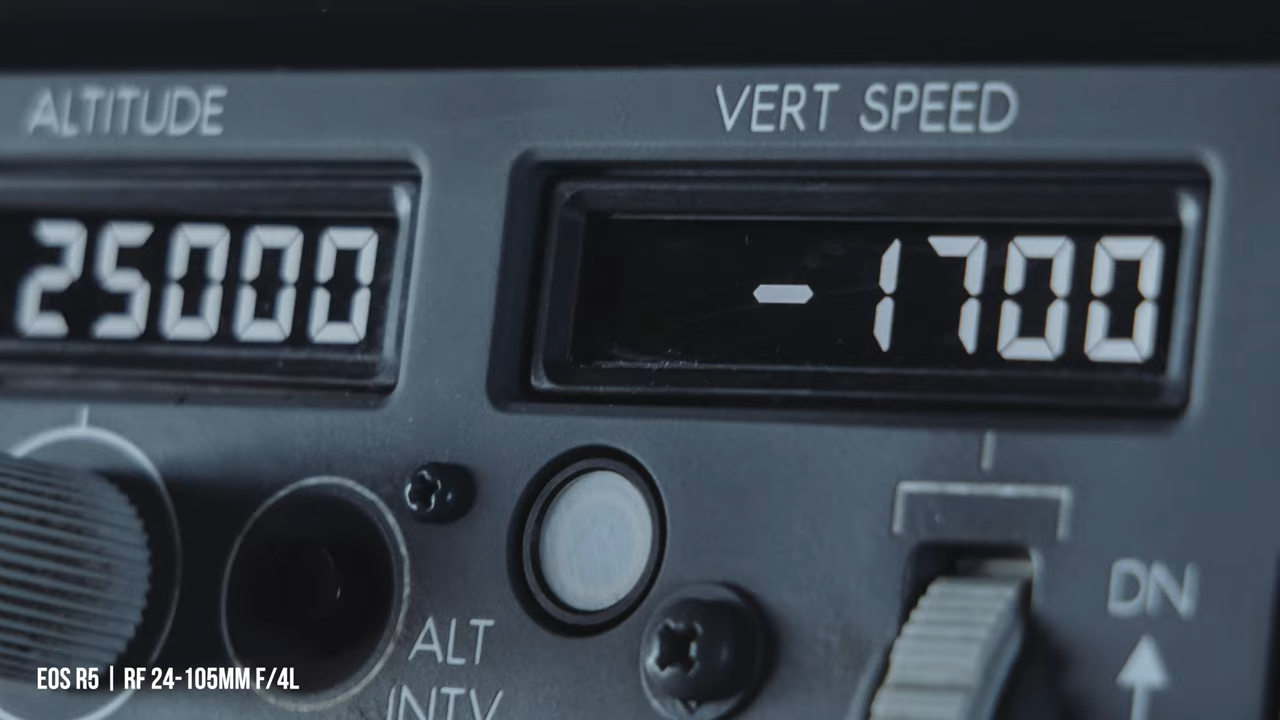 ALTITUDE
VERT SPEED
25000
-1700
DN
ALT
INTV
EOS R5 | RF 24-105MM F/4L